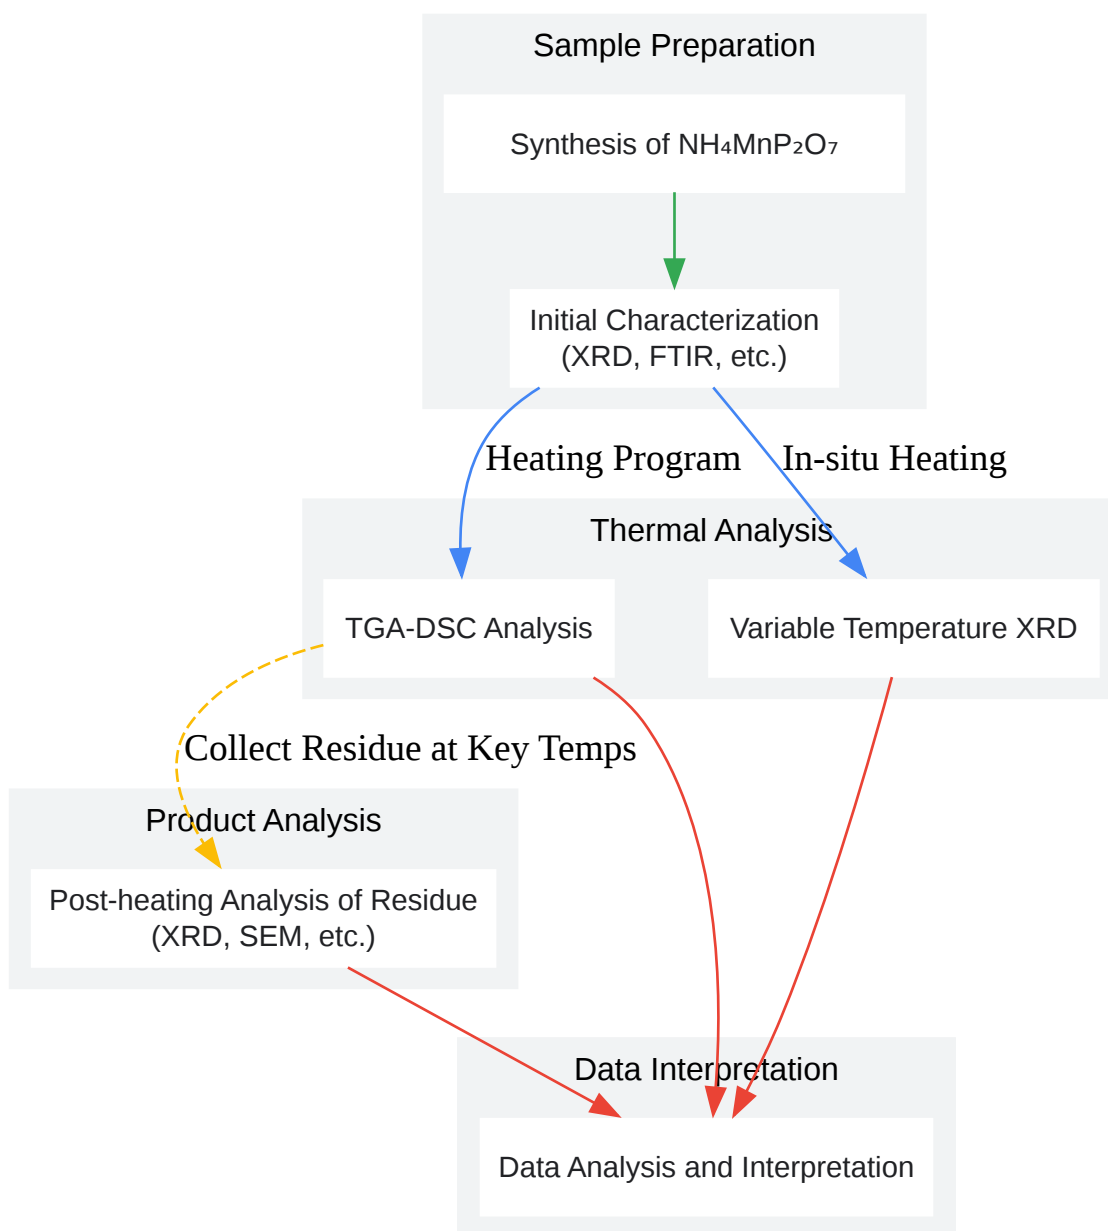 Sample Preparation
Synthesis of NH₄MnP₂O₇
Initial Characterization
(XRD, FTIR, etc.)
Heating Program
In-situ Heating
Thermal Analysis
TGA-DSC Analysis
Variable Temperature XRD
Collect Residue at Key Temps
Product Analysis
Post-heating Analysis of Residue
(XRD, SEM, etc.)
Data Interpretation
Data Analysis and Interpretation